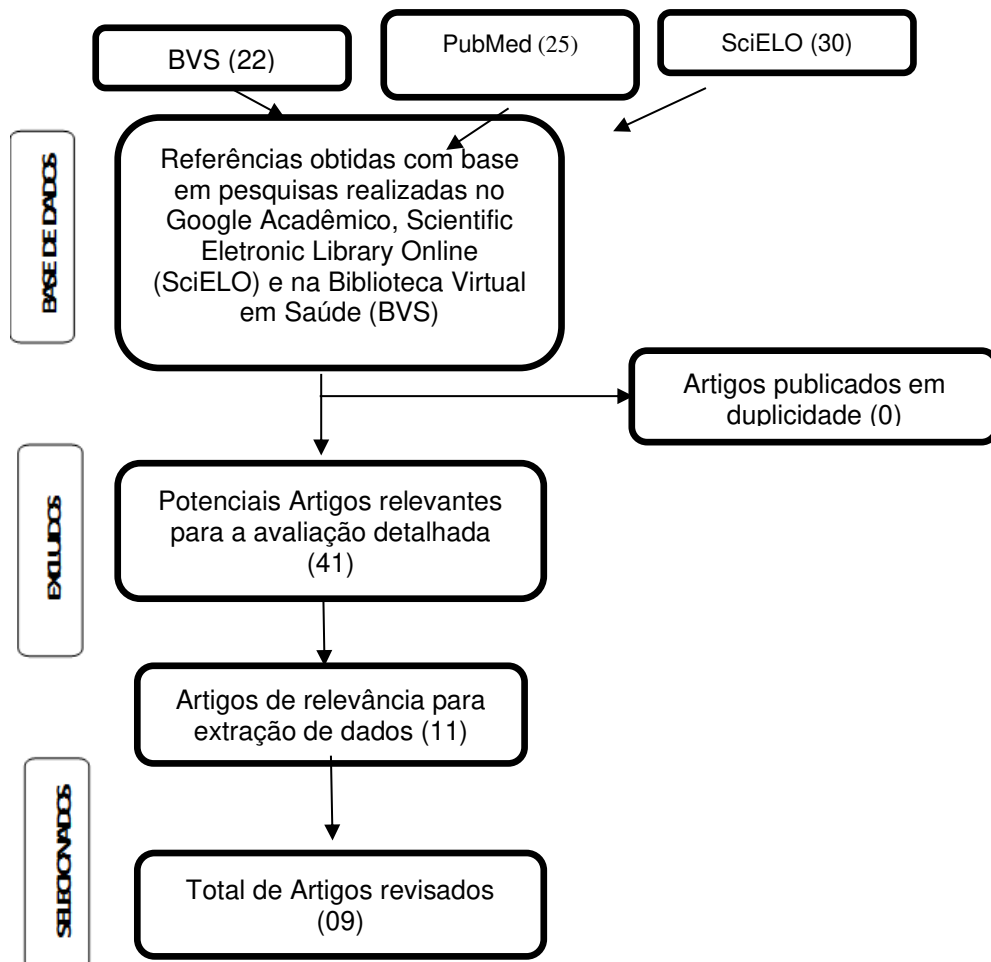 BVS (22)
PubMed (25)
SciELO (30)
BASE DE DADOS
Referências obtidas com base
em pesquisas realizadas no
Google Acadêmico, Scientific
Eletronic Library Online
(SciELO) e na Biblioteca Virtual
em Saúde (BVS)
Artigos publicados em
duplicidade (0)
EXCLUIDOS
Potenciais Artigos relevantes
para a avaliação detalhada
(41)
Artigos de relevância para
extração de dados (11)
SELECIONADOS
Total de Artigos revisados
(09)